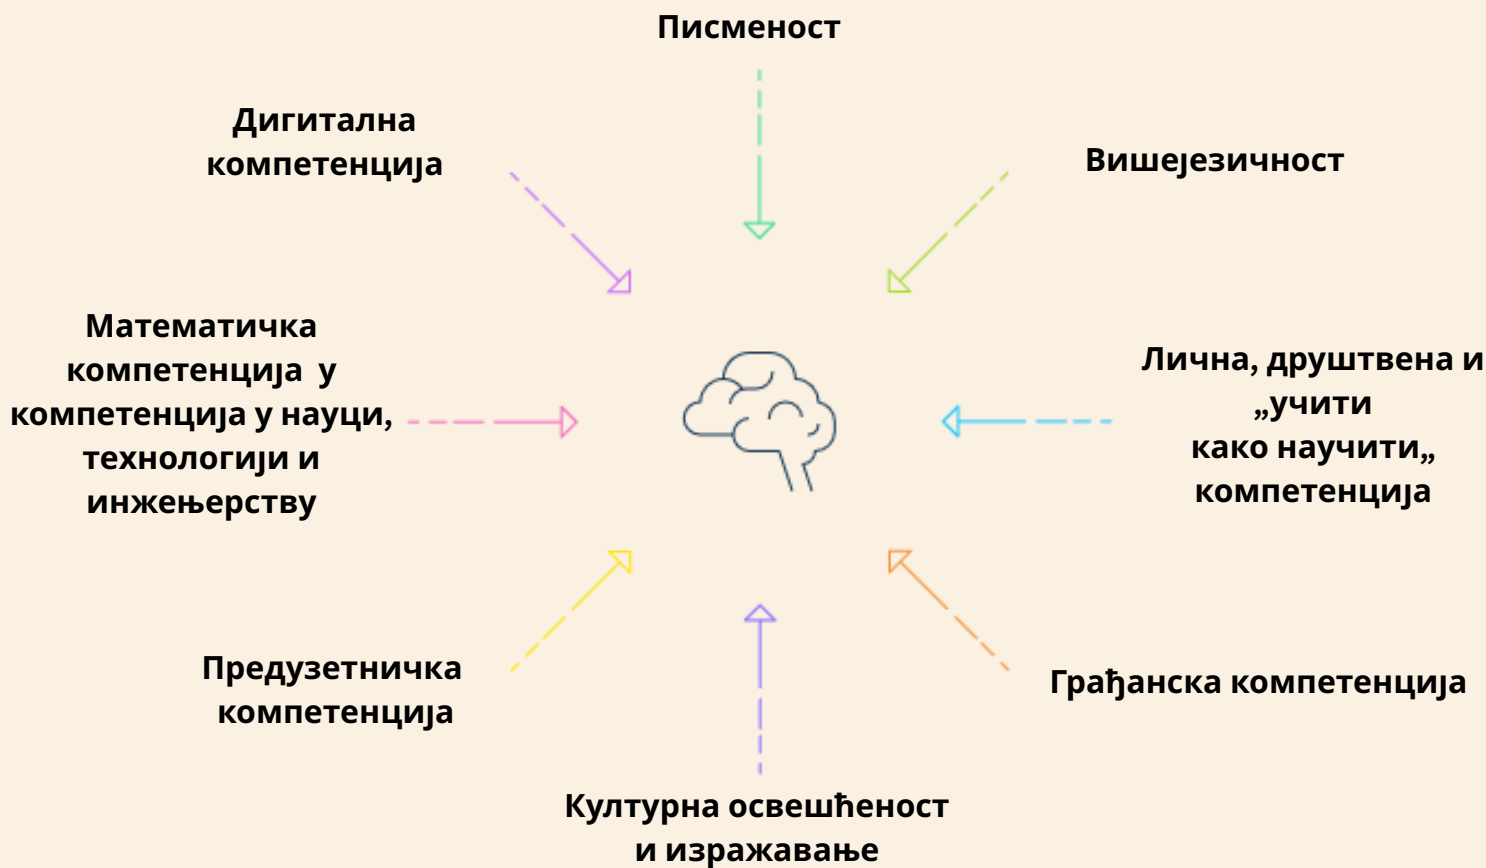 Писменост
Дигитална
компетенција
Вишејезичност
Математичка
компетенција  у
компетенција у науци,
технологији и
инжењерству
Лична, друштвена и
„учити
како научити„
компетенција
Предузетничка
компетенција
Грађанска компетенција
Културна освешћеност
и изражавање